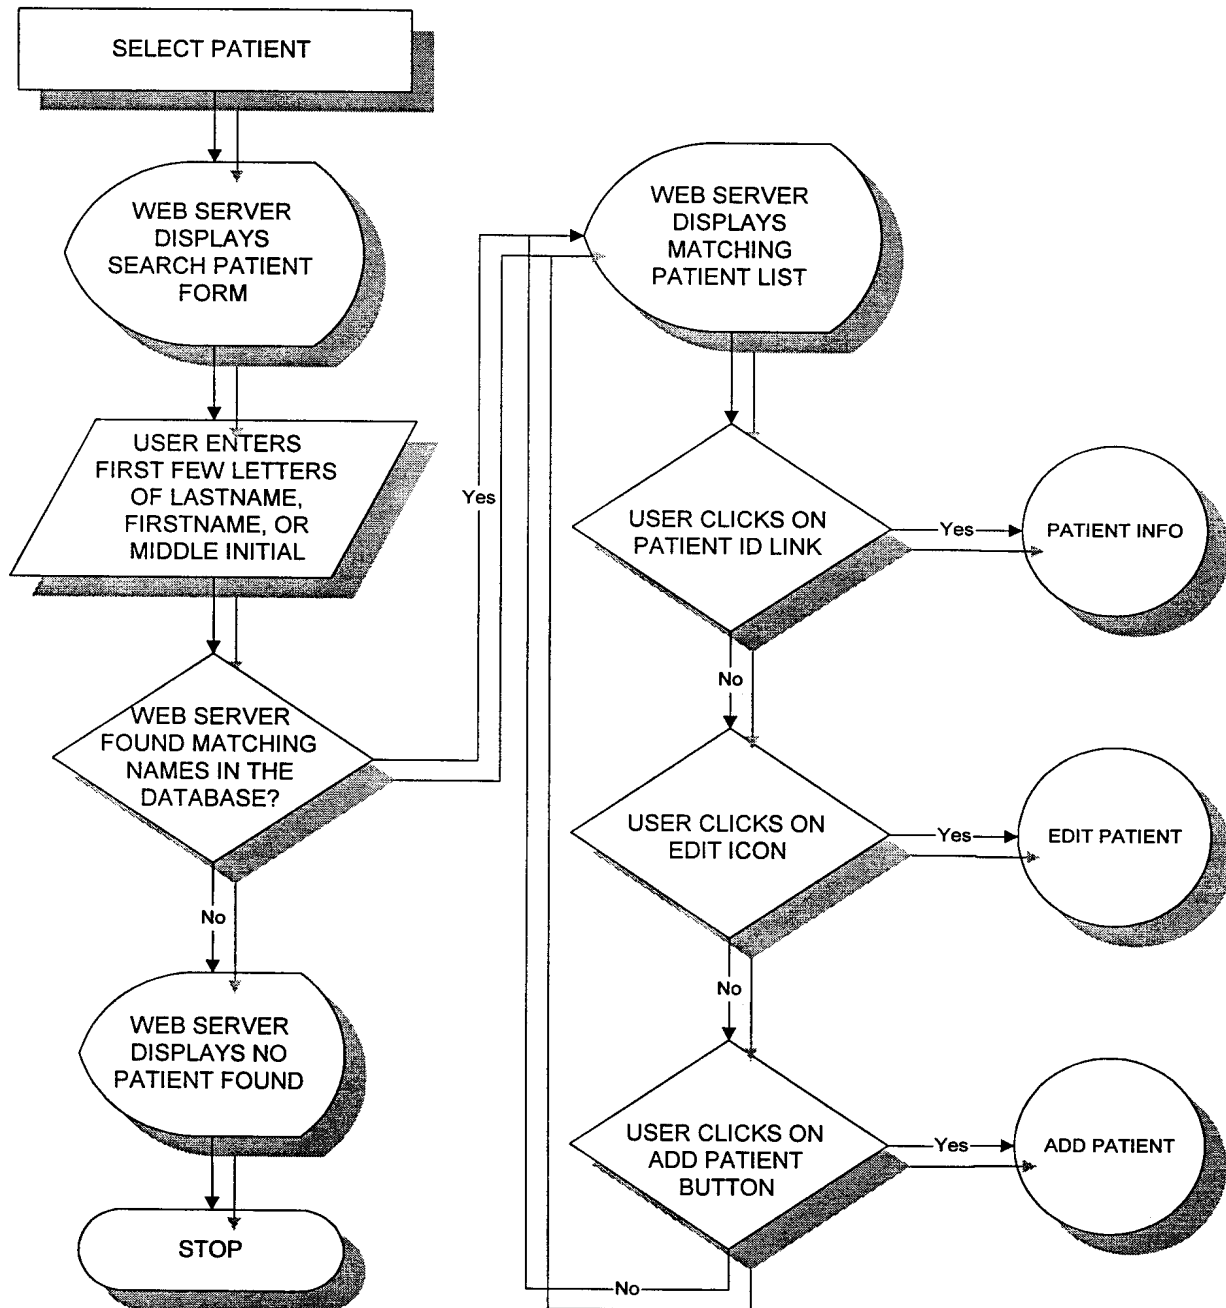 SELECT PATIENT
WEB SERVER
DISPLAYS
SEARCH PATIENT
FORM
USER ENTERS
FIRST FEW LETTERS
OF LASTNAME,
FIRSTNAME, OR
MIDDLE INITIAL
WEB SERVER
FOUND MATCHING
NAMES IN THE
DATABASE?
Yes
No
WEB SERVER
DISPLAYS NO
PATIENT FOUND
STOP
WEB SERVER
DISPLAYS
MATCHING
PATIENT LIST
USER CLICKS ON
PATIENT ID LINK
Yes
PATIENT INFO
No
USER CLICKS ON
EDIT ICON
Yes
EDIT PATIENT
No
USER CLICKS ON
ADD PATIENT
BUTTON
Yes
ADD PATIENT
No